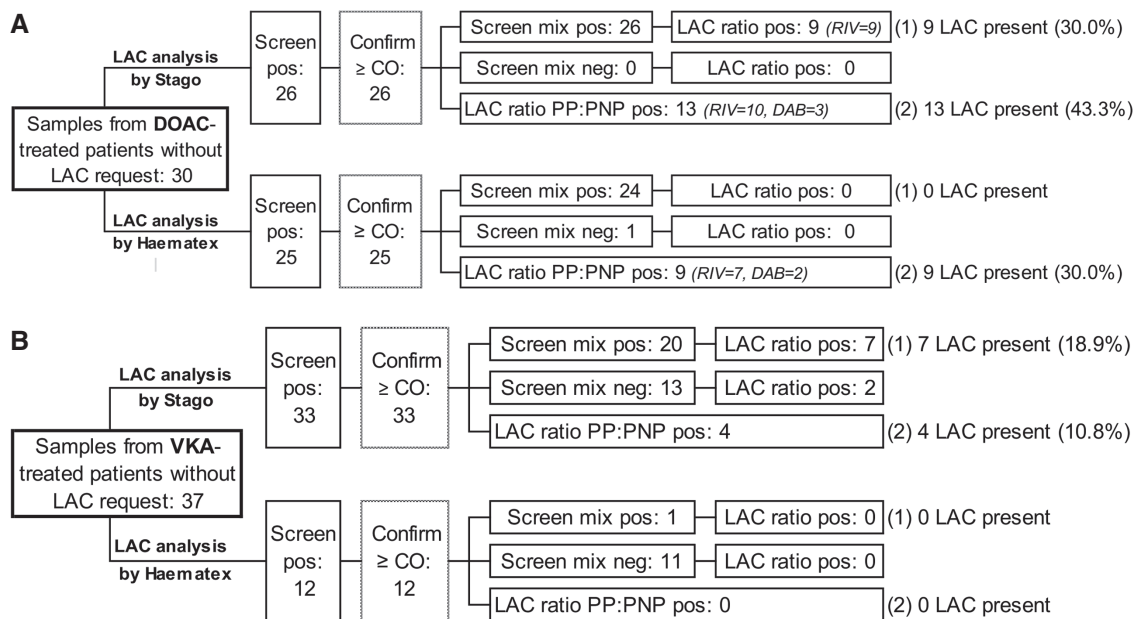 A
LAC analysis
by Stago
Screen
pos:
26
Confirm
≥ CO:
26
Screen mix pos: 26
LAC ratio pos: 9 (RIV=9)
(1) 9 LAC present (30.0%)
Screen mix neg: 0
LAC ratio pos: 0
LAC ratio PP:PNP pos: 13 (RIV=10, DAB=3)
(2) 13 LAC present (43.3%)
Samples from DOAC-
treated patients without
LAC request: 30
LAC analysis
by Haematex
Screen
pos:
25
Confirm
≥ CO:
25
Screen mix pos: 24
LAC ratio pos: 0
(1) 0 LAC present
Screen mix neg: 1
LAC ratio pos: 0
LAC ratio PP:PNP pos: 9 (RIV=7, DAB=2)
(2) 9 LAC present (30.0%)
B
LAC analysis
by Stago
Screen
pos:
33
Confirm
≥ CO:
33
Screen mix pos: 20
LAC ratio pos: 7
(1) 7 LAC present (18.9%)
Screen mix neg: 13
LAC ratio pos: 2
LAC ratio PP:PNP pos: 4
(2) 4 LAC present (10.8%)
Samples from VKA-
treated patients without
LAC request: 37
LAC analysis
by Haematex
Screen
pos:
12
Confirm
≥ CO:
12
Screen mix pos: 1
LAC ratio pos: 0
(1) 0 LAC present
Screen mix neg: 11
LAC ratio pos: 0
LAC ratio PP:PNP pos: 0
(2) 0 LAC present